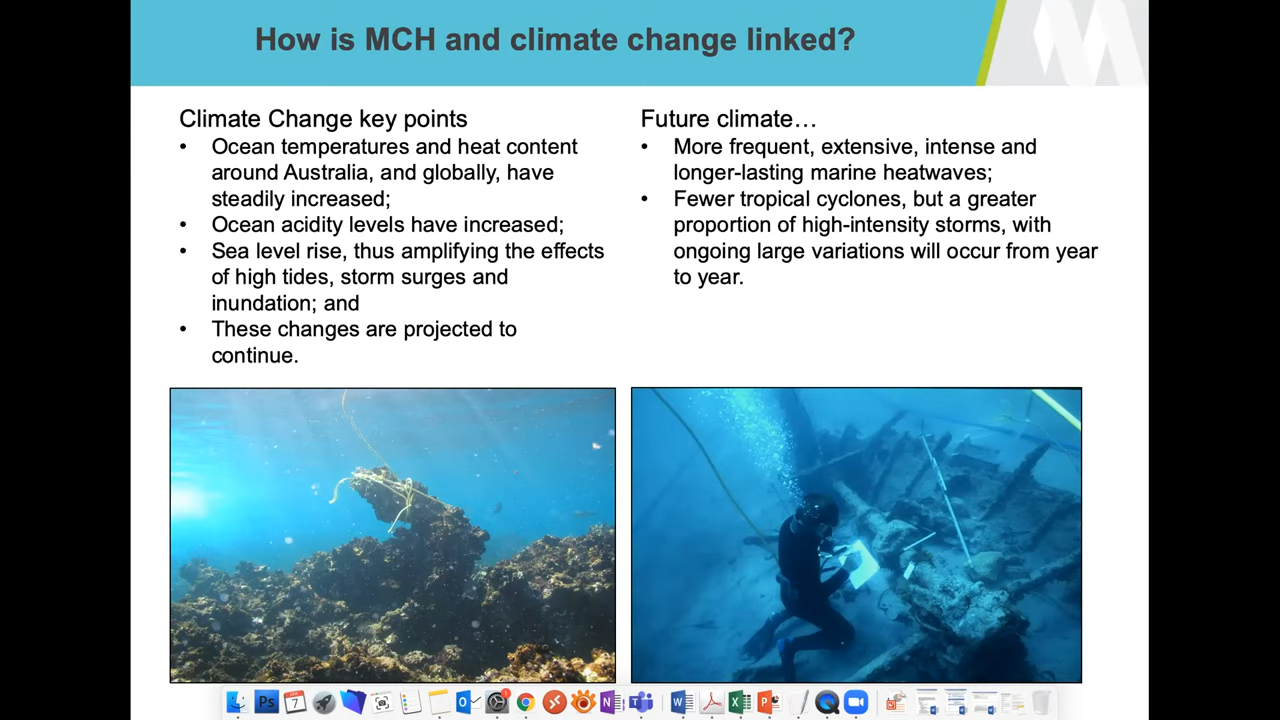 How is MCH and climate change linked?
Climate Change key points
• Ocean temperatures and heat content
around Australia, and globally, have
steadily increased;
• Ocean acidity levels have increased;
• Sea level rise, thus amplifying the effects
of high tides, storm surges and
inundation; and
• These changes are projected to
continue.
Future climate…
• More frequent, extensive, intense and
longer-lasting marine heatwaves;
• Fewer tropical cyclones, but a greater
proportion of high-intensity storms, with
ongoing large variations will occur from year
to year.
Ps
7